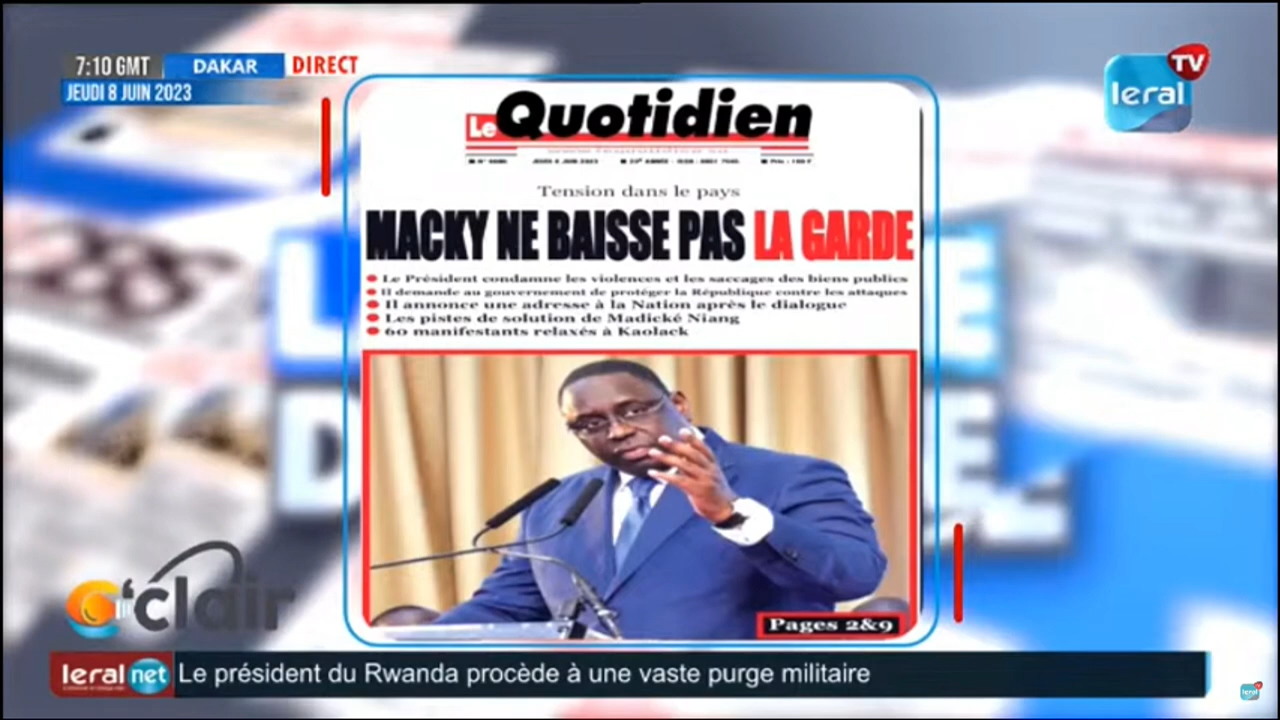 7:10 GMT DAKAR DIRECT
JEUDI 8 JUIN 2023
leral TV
Le Quotidien
Tension dans le pays
MACKY NE BAISSE PAS LA GARDE
Le Président condamne les violences et les saccages des biens publics
Il demande au gouvernement de protéger la République contre les attaques
Il annonce une adresse à la Nation après le dialogue
Les pistes de solution de Madické Niang
60 manifestants relaxés à Kaolack
Pages 2&9
C'clair
leral net Le président du Rwanda procède à une vaste purge militaire
leral